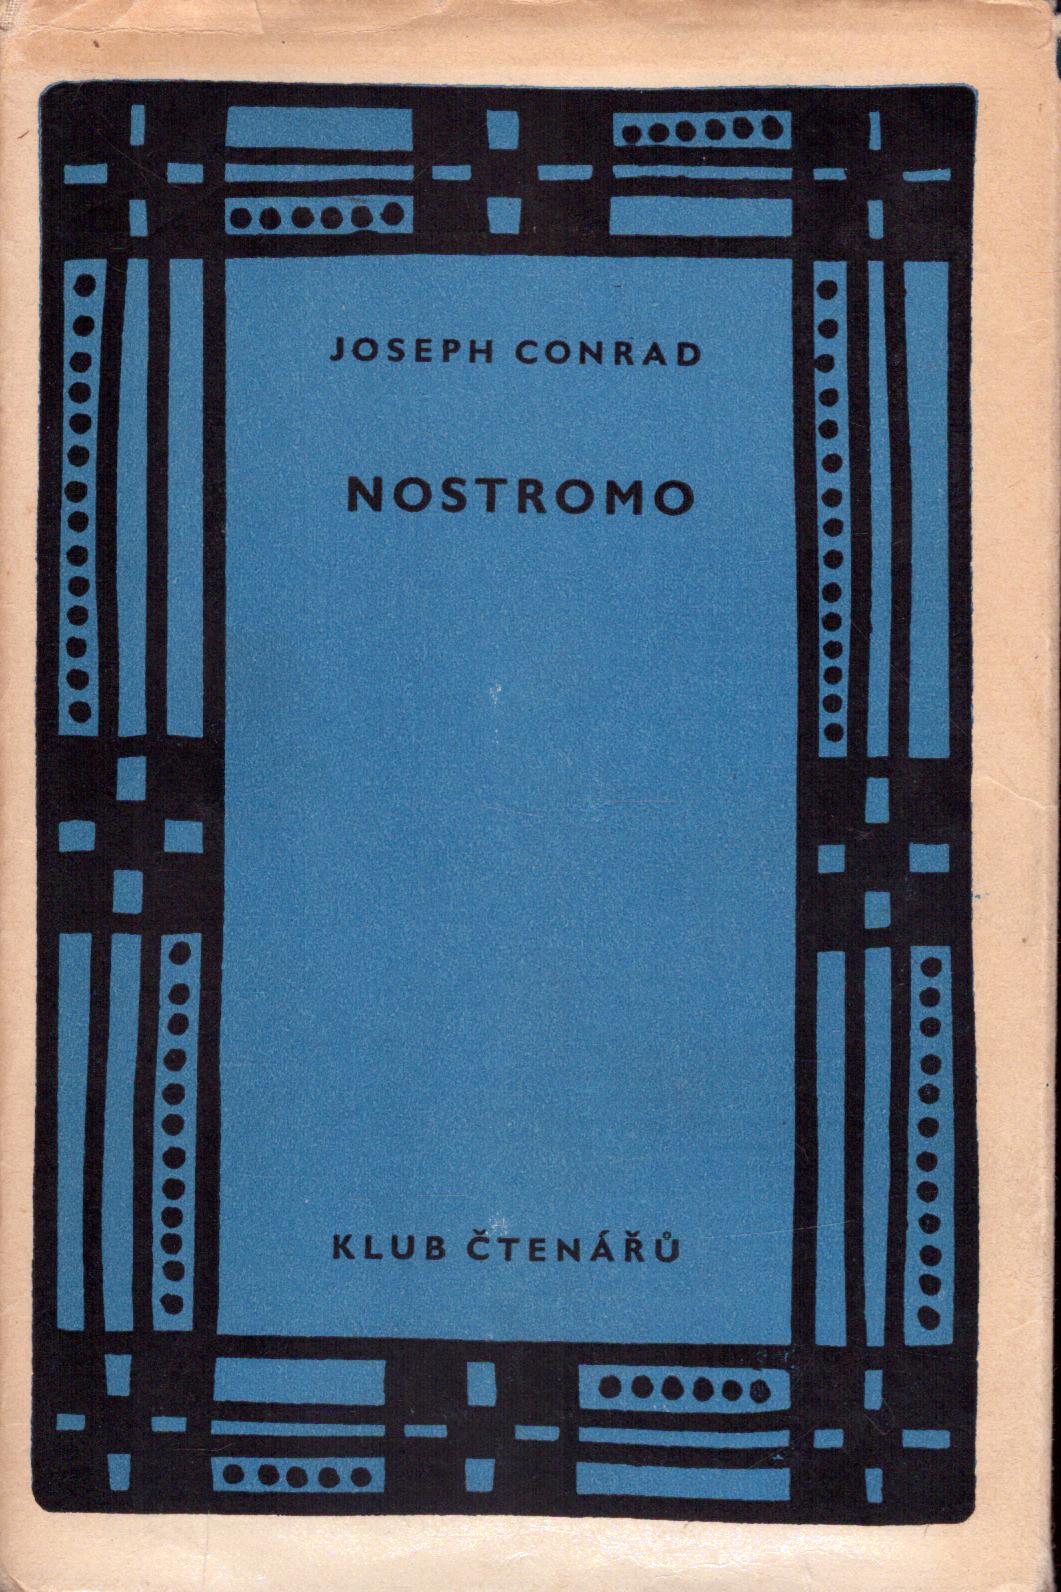 JOSEPH CONRAD
NOSTROMO
KLUB ČTENÁŘŮ